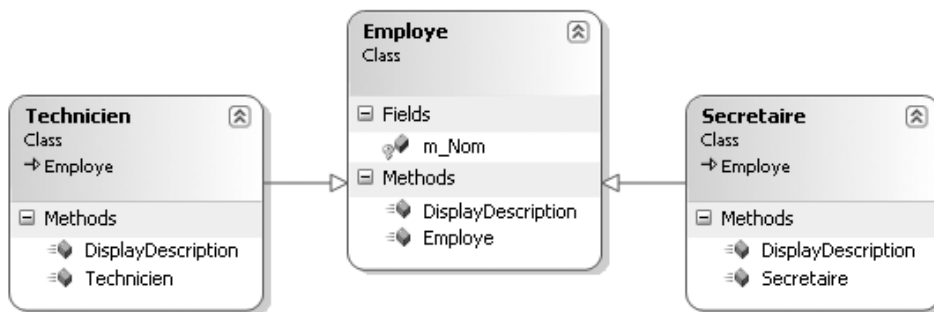 Technicien
Class
Employe
Methods
DisplayDescription
Technicien
Employe
Class
Fields
m_Nom
Methods
DisplayDescription
Employe
Secretaire
Class
Employe
Methods
DisplayDescription
Secretaire